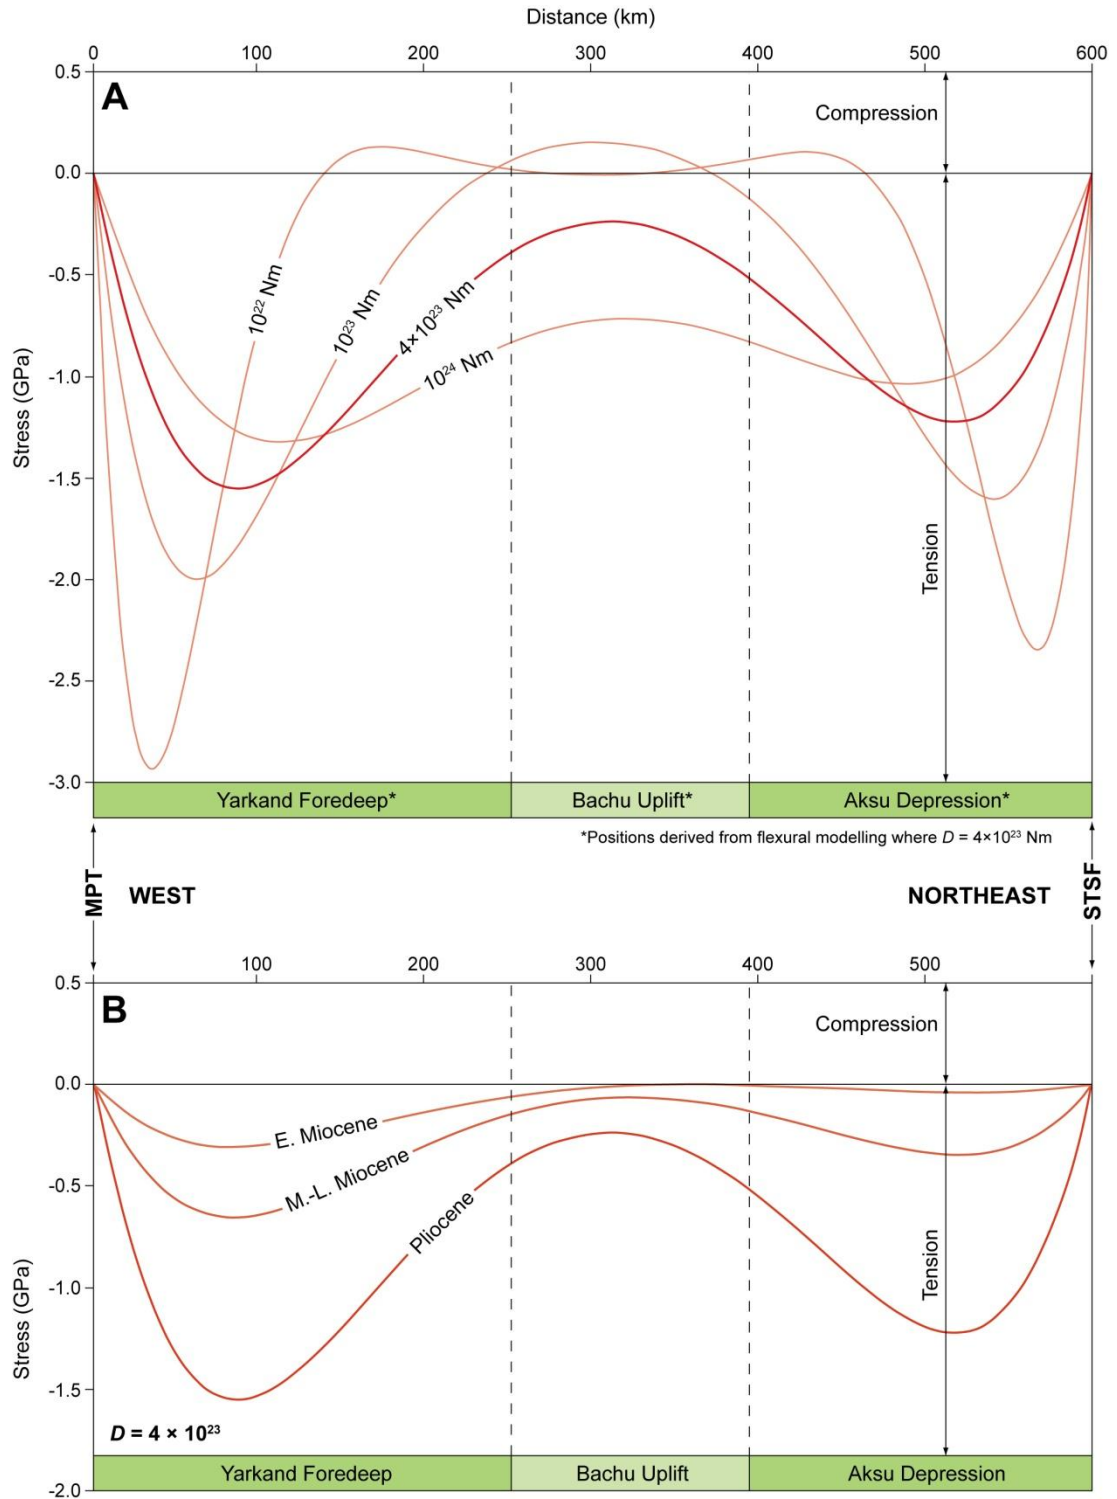 Distance (km)
0 100 200 300 400 500 600
0.5
A
Compression
0.0
-0.5
10²² Nm
10²³ Nm
4×10²³ Nm
10²⁴ Nm
-1.0
Stress (GPa)
-1.5
Tension
-2.0
-2.5
-3.0
Yarkand Foredeep* Bachu Uplift* Aksu Depression*
*Positions derived from flexural modelling where D = 4×10²³ Nm
MPT
WEST
NORTHEAST
STSF
100 200 300 400 500
0.5
B
Compression
0.0
E. Miocene
M.-L. Miocene
Pliocene
-0.5
-1.0
Stress (GPa)
Tension
-1.5
D = 4 × 10²³
Yarkand Foredeep Bachu Uplift Aksu Depression
-2.0